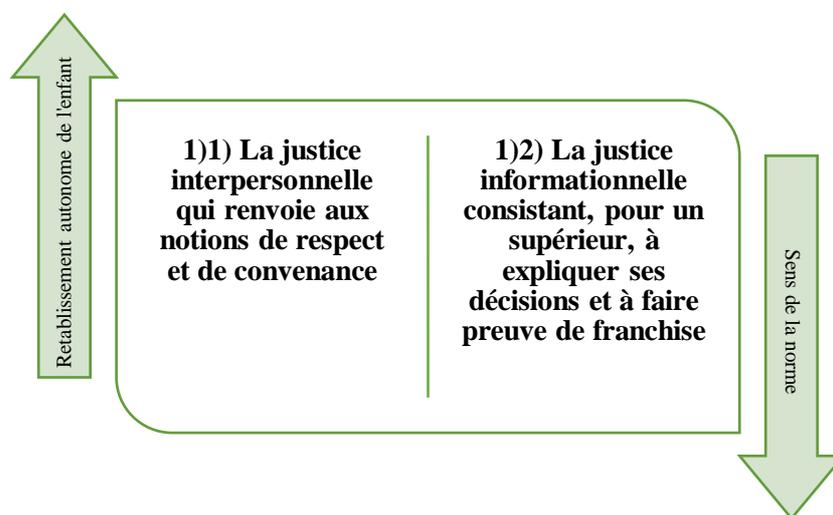 Retablissement autonome de l'enfant
1)1) La justice
interpersonnelle
qui renvoie aux
notions de respect
et de convenance
1)2) La justice
informationnelle
consistant, pour un
supérieur, à
expliquer ses
décisions et à faire
preuve de franchise
Sens de la norme